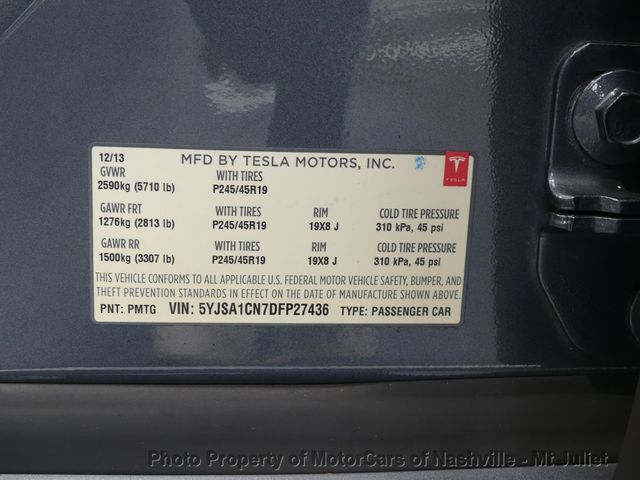 12/13 MFD BY TESLA MOTORS, INC.
GVWR WITH TIRES
2590kg (5710 lb) P245/45R19
TESLA
GAWR FRT WITH TIRES RIM COLD TIRE PRESSURE
1276kg (2813 lb) P245/45R19 19X8 J 310 kPa, 45 psi
GAWR RR WITH TIRES RIM COLD TIRE PRESSURE
1500kg (3307 lb) P245/45R19 19X8 J 310 kPa, 45 psi
THIS VEHICLE CONFORMS TO ALL APPLICABLE U.S. FEDERAL MOTOR VEHICLE SAFETY, BUMPER, AND
THEFT PREVENTION STANDARDS IN EFFECT ON THE DATE OF MANUFACTURE SHOWN ABOVE.
PNT: PMTG VIN: 5YJSA1CN7DFP27436 TYPE: PASSENGER CAR
Photo Property of MotorCars of Nashville - Mt Juliet